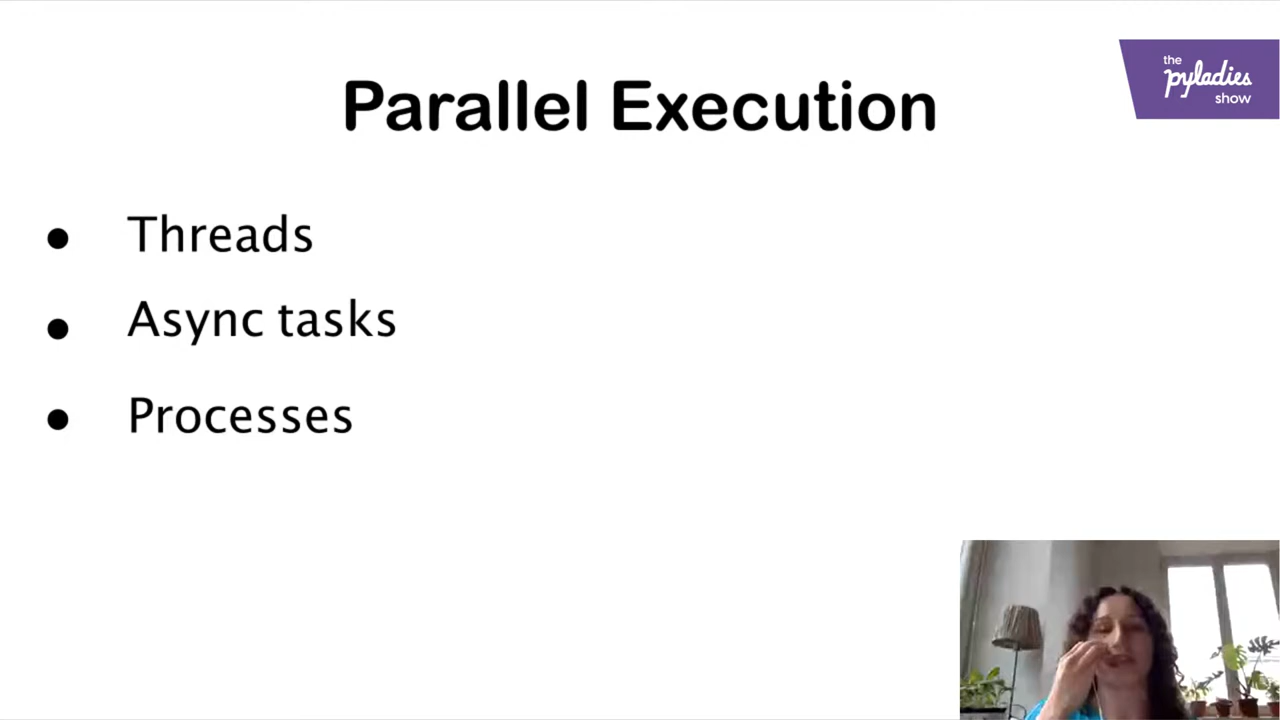 Parallel Execution
the
pyladies
show
● Threads
● Async tasks
● Processes